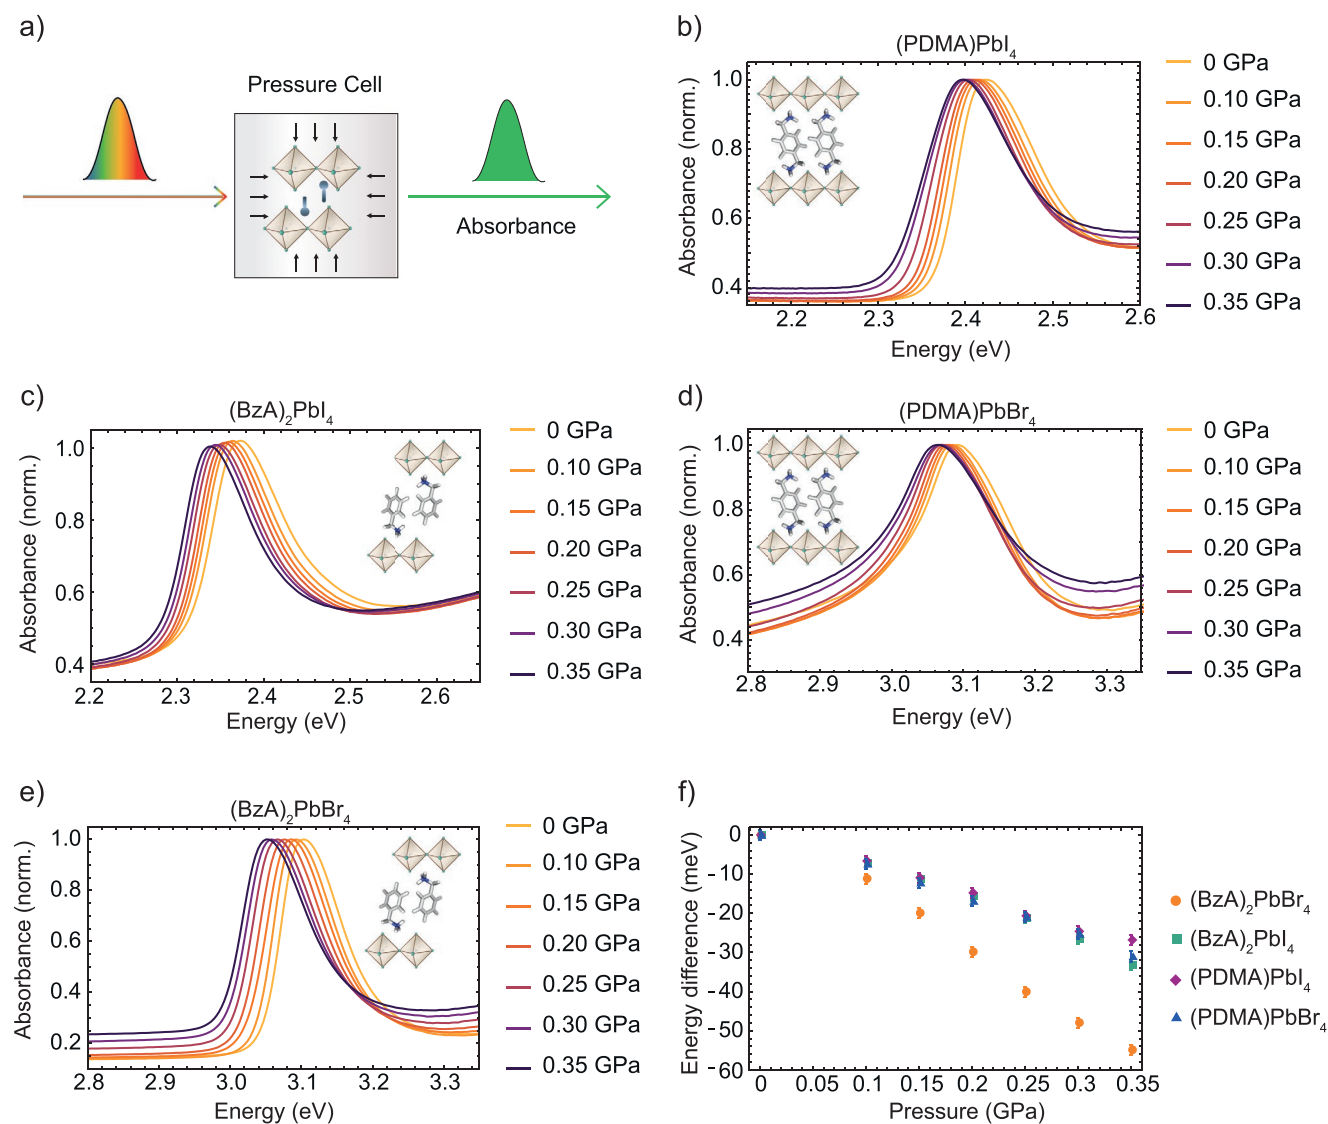 a)
Pressure Cell
Absorbance
b)
(PDMA)PbI4
Absorbance (norm.)
1.0
0.8
0.6
0.4
2.2 2.3 2.4 2.5 2.6
Energy (eV)
0 GPa
0.10 GPa
0.15 GPa
0.20 GPa
0.25 GPa
0.30 GPa
0.35 GPa
c)
(BzA)2PbI4
Absorbance (norm.)
1.0
0.8
0.6
0.4
2.2 2.3 2.4 2.5 2.6
Energy (eV)
0 GPa
0.10 GPa
0.15 GPa
0.20 GPa
0.25 GPa
0.30 GPa
0.35 GPa
d)
(PDMA)PbBr4
Absorbance (norm.)
1.0
0.8
0.6
0.4
2.8 2.9 3.0 3.1 3.2 3.3
Energy (eV)
0 GPa
0.10 GPa
0.15 GPa
0.20 GPa
0.25 GPa
0.30 GPa
0.35 GPa
e)
(BzA)2PbBr4
Absorbance (norm.)
1.0
0.8
0.6
0.4
0.2
2.8 2.9 3.0 3.1 3.2 3.3
Energy (eV)
0 GPa
0.10 GPa
0.15 GPa
0.20 GPa
0.25 GPa
0.30 GPa
0.35 GPa
f)
Energy difference (meV)
0
-10
-20
-30
-40
-50
-60
0 0.05 0.1 0.15 0.2 0.25 0.3 0.35
Pressure (GPa)
(BzA)2PbBr4
(BzA)2PbI4
(PDMA)PbI4
(PDMA)PbBr4